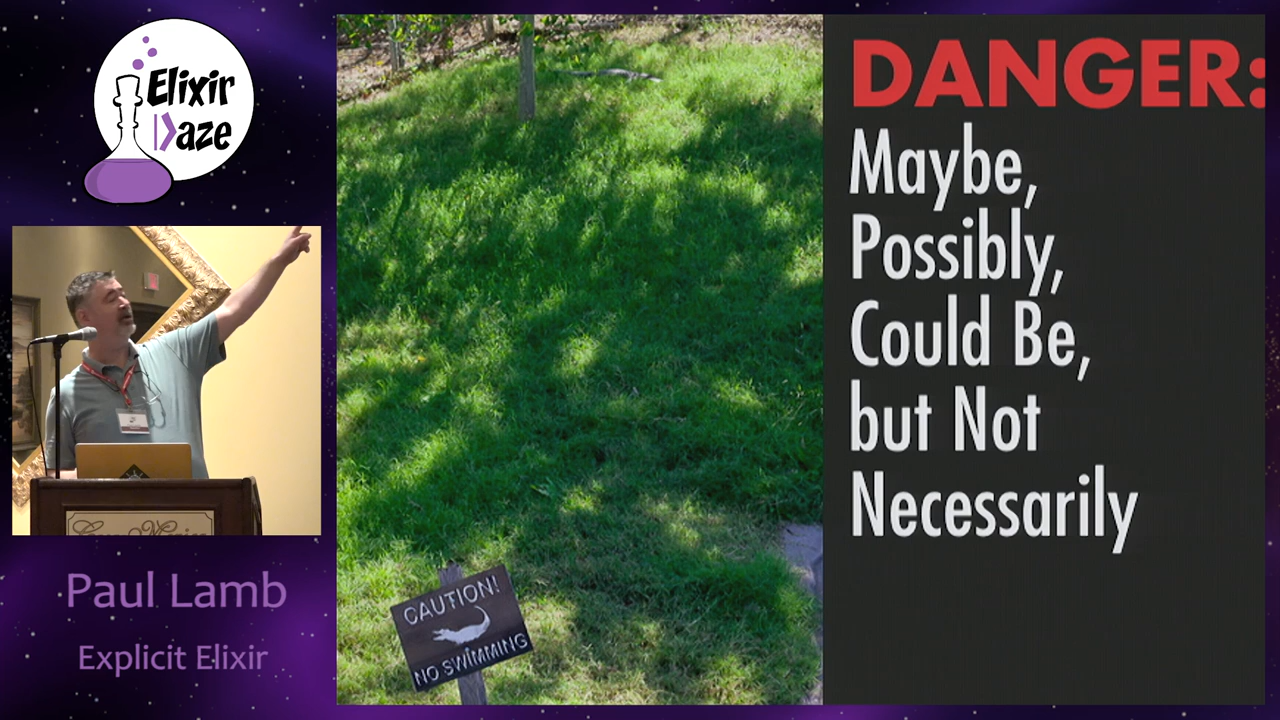 Elixir
Daze
Paul Lamb
Explicit Elixir
CAUTION!
NO SWIMMING
DANGER:
Maybe,
Possibly,
Could Be,
but Not
Necessarily